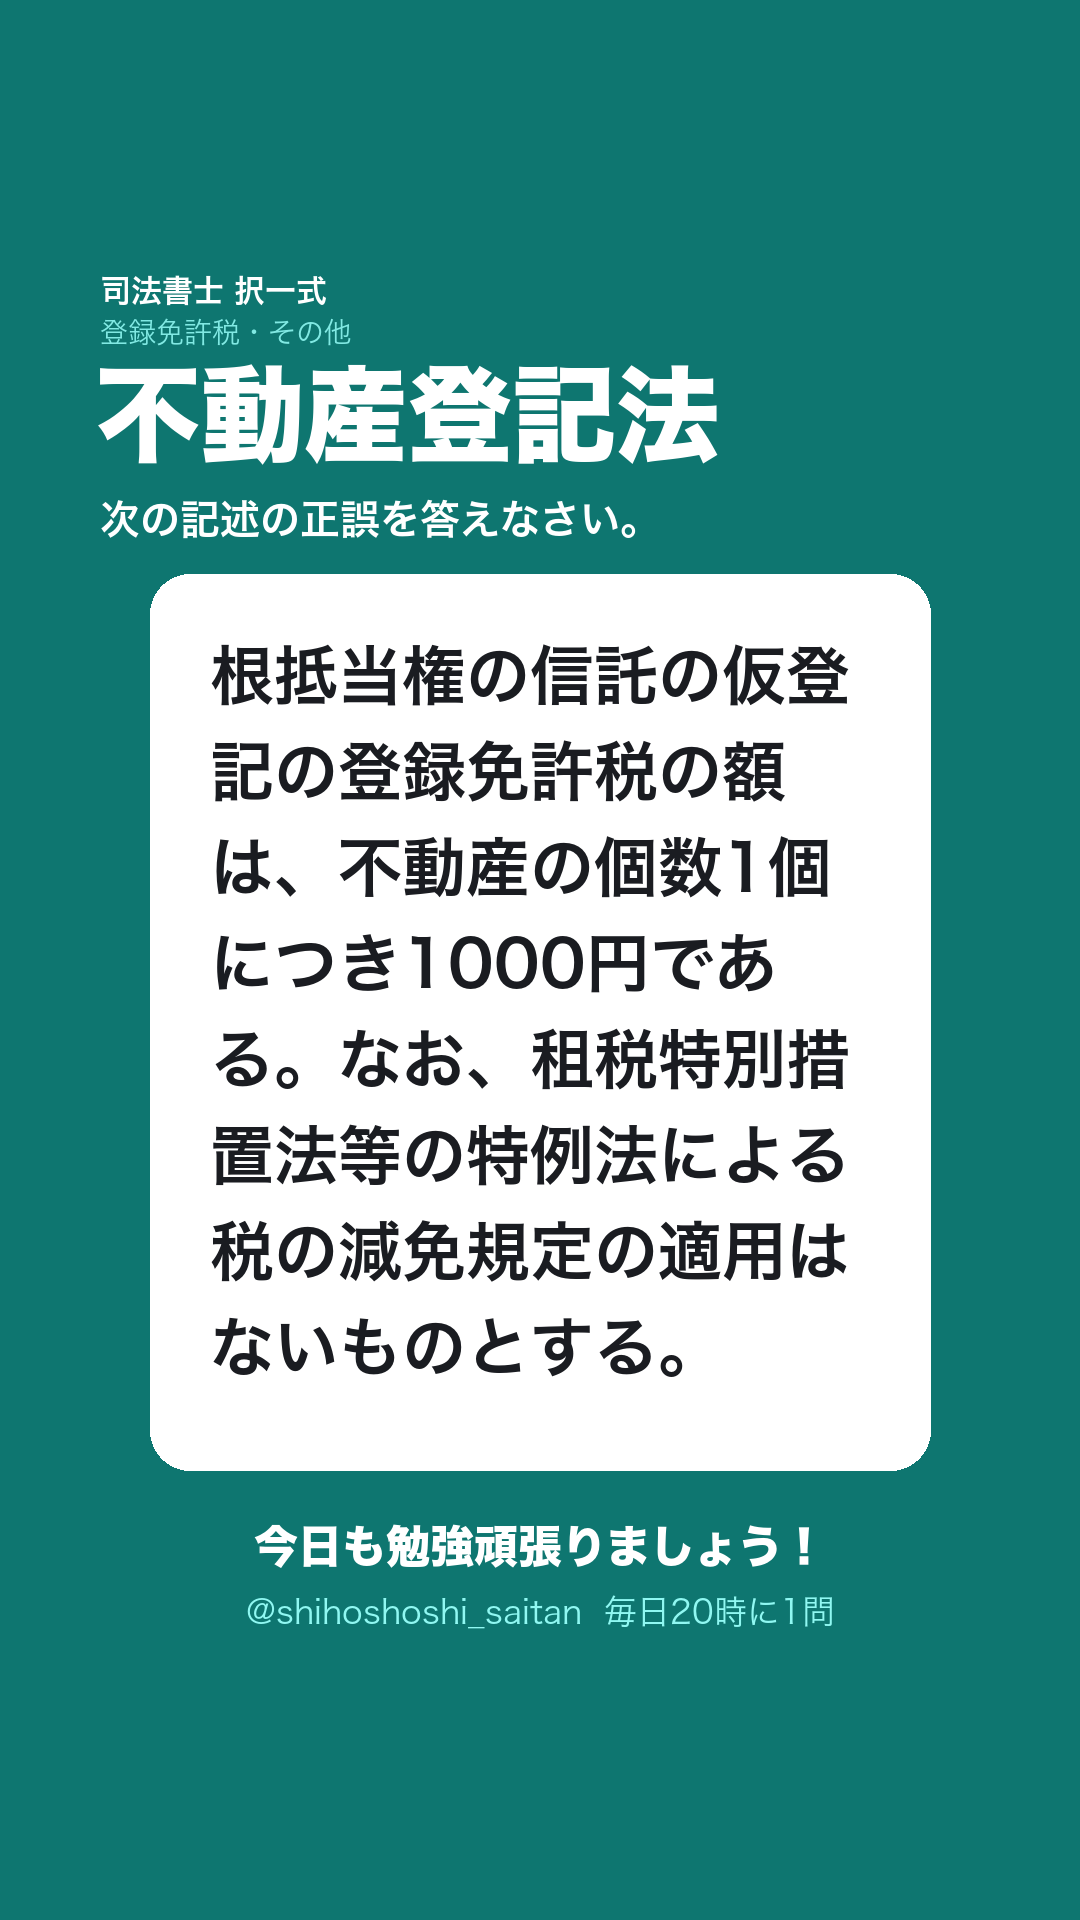 司法書士 択一式
登録免許税・その他
不動産登記法
次の記述の正誤を答えなさい。
根抵当権の信託の仮登
記の登録免許税の額
は、不動産の個数1個
につき1000円であ
る。なお、租税特別措
置法等の特例法による
税の減免規定の適用は
ないものとする。
今日も勉強頑張りましょう！
@shihoshoshi_saitan 毎日20時に1問